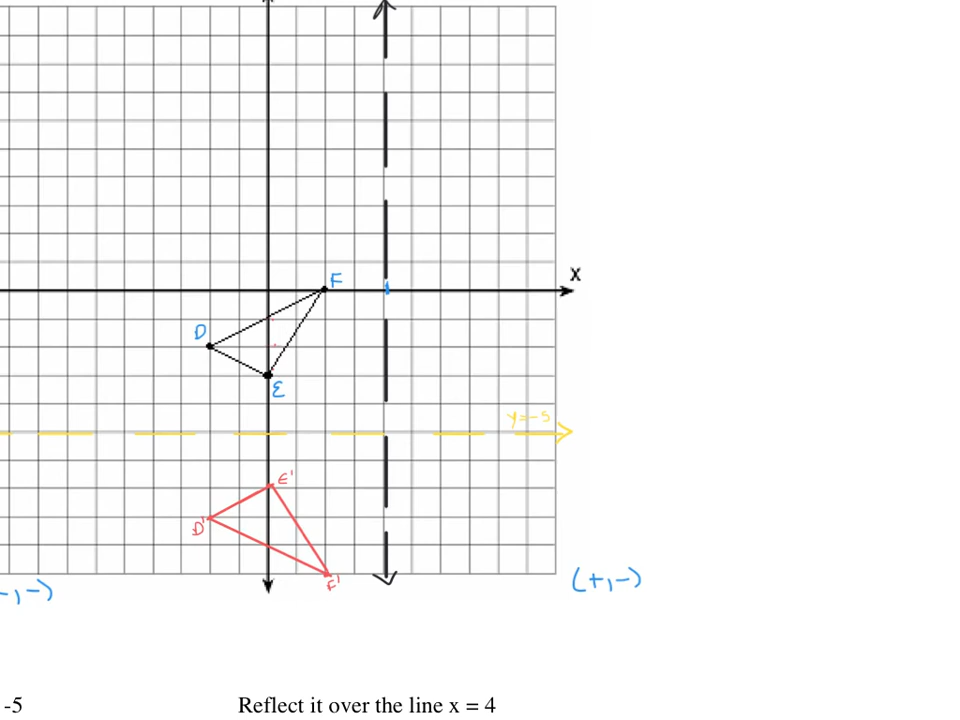 x
F
D
E
y=-5
E'
D'
F'
-,-)
(+,-)
-5
Reflect it over the line x = 4